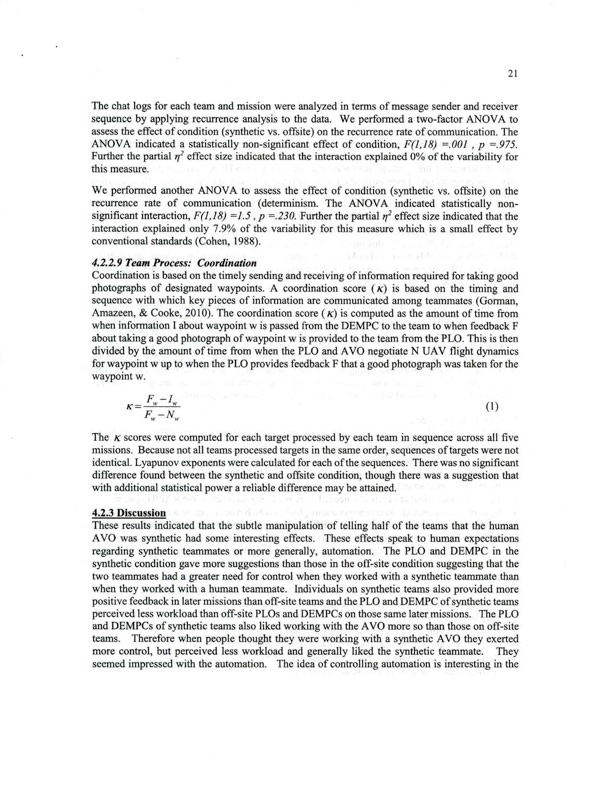 21
The chat logs for each team and mission were analyzed in terms of message sender and receiver
sequence by applying recurrence analysis to the data. We performed a two-factor ANOVA to
assess the effect of condition (synthetic vs. offsite) on the recurrence rate of communication. The
ANOVA indicated a statistically non-significant effect of condition, F(1,18) =.001 , p =.975.
Further the partial η² effect size indicated that the interaction explained 0% of the variability for
this measure.
We performed another ANOVA to assess the effect of condition (synthetic vs. offsite) on the
recurrence rate of communication (determinism. The ANOVA indicated statistically non-
significant interaction, F(1,18) =1.5 , p =.230. Further the partial η² effect size indicated that the
interaction explained only 7.9% of the variability for this measure which is a small effect by
conventional standards (Cohen, 1988).
4.2.2.9 Team Process: Coordination
Coordination is based on the timely sending and receiving of information required for taking good
photographs of designated waypoints. A coordination score (κ) is based on the timing and
sequence with which key pieces of information are communicated among teammates (Gorman,
Amazeen, & Cooke, 2010). The coordination score (κ) is computed as the amount of time from
when information I about waypoint w is passed from the DEMPC to the team to when feedback F
about taking a good photograph of waypoint w is provided to the team from the PLO. This is then
divided by the amount of time from when the PLO and AVO negotiate N UAV flight dynamics
for waypoint w up to when the PLO provides feedback F that a good photograph was taken for the
waypoint w.
κ = (F_w − I_w) / (F_w − N_w) (1)
The κ scores were computed for each target processed by each team in sequence across all five
missions. Because not all teams processed targets in the same order, sequences of targets were not
identical. Lyapunov exponents were calculated for each of the sequences. There was no significant
difference found between the synthetic and offsite condition, though there was a suggestion that
with additional statistical power a reliable difference may be attained.
4.2.3 Discussion
These results indicated that the subtle manipulation of telling half of the teams that the human
AVO was synthetic had some interesting effects. These effects speak to human expectations
regarding synthetic teammates or more generally, automation. The PLO and DEMPC in the
synthetic condition gave more suggestions than those in the off-site condition suggesting that the
two teammates had a greater need for control when they worked with a synthetic teammate than
when they worked with a human teammate. Individuals on synthetic teams also provided more
positive feedback in later missions than off-site teams and the PLO and DEMPC of synthetic teams
perceived less workload than off-site PLOs and DEMPCs on those same later missions. The PLO
and DEMPCs of synthetic teams also liked working with the AVO more so than those on off-site
teams. Therefore when people thought they were working with a synthetic AVO they exerted
more control, but perceived less workload and generally liked the synthetic teammate. They
seemed impressed with the automation. The idea of controlling automation is interesting in the